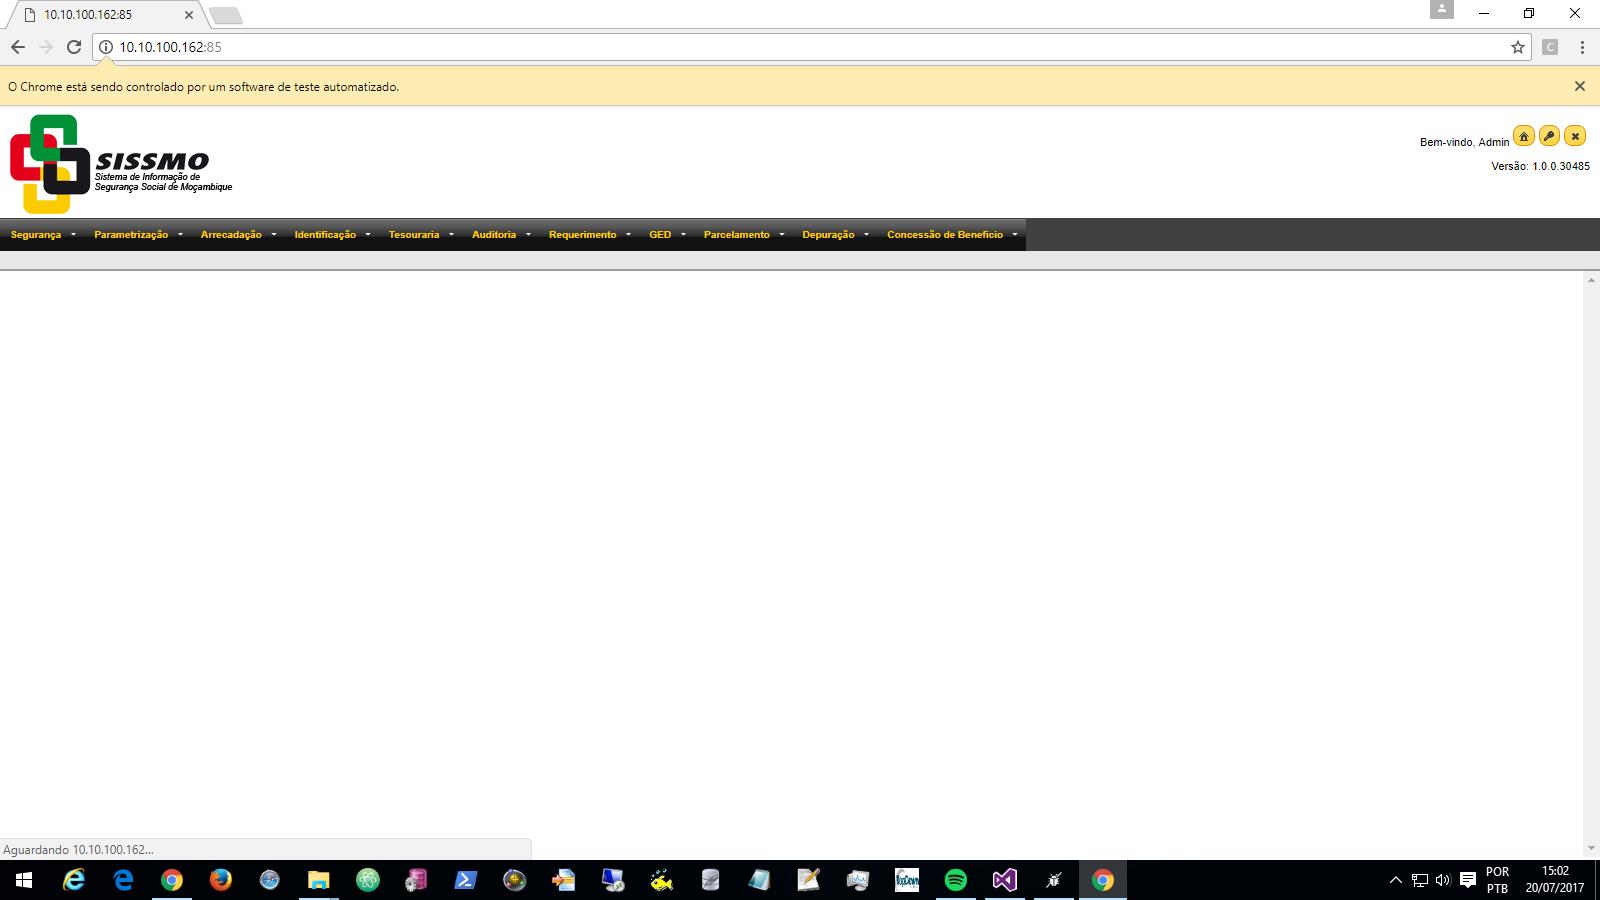 10.10.100.162:85
10.10.100.162:85
C
O Chrome está sendo controlado por um software de teste automatizado.
SISSMO
Sistema de Informação de
Segurança Social de Moçambique
Bem-vindo, Admin
Versão: 1.0.0.30485
Segurança Parametrização Arrecadação Identificação Tesouraria Auditoria Requerimento GED Parcelamento Depuração Concessão de Benefício
Aguardando 10.10.100.162...
TopDown
POR
PTB
15:02
20/07/2017